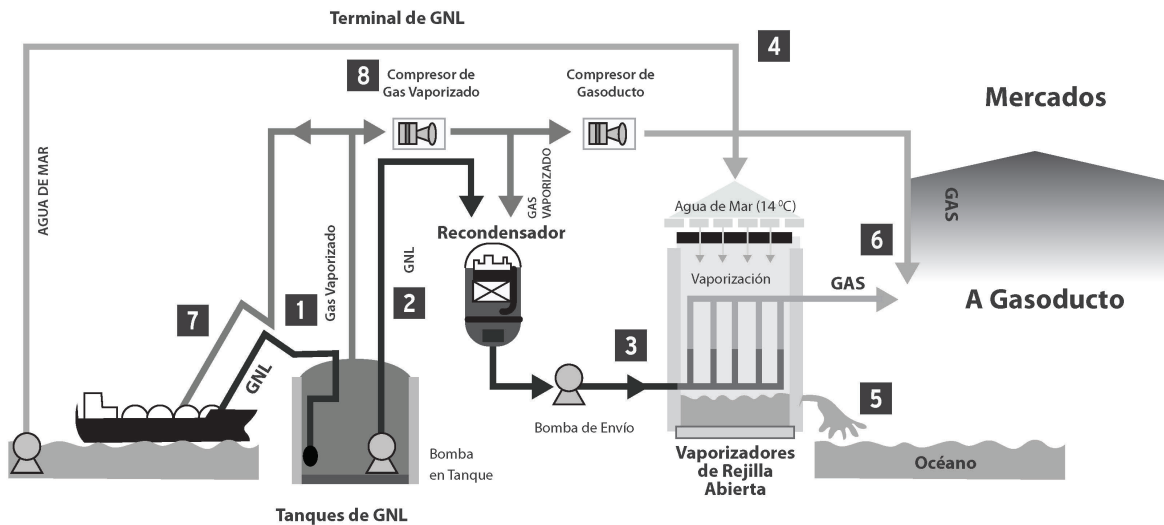 Terminal de GNL
4
8
Compresor de
Gas Vaporizado
Compresor de
Gasoducto
Mercados
AGUA DE MAR
GAS
VAPORIZADO
GAS
Agua de Mar (14 ⁰C)
Recondensador
6
Gas Vaporizado
GNL
Vaporización
GAS
A Gasoducto
7
1
2
3
GNL
5
Bomba de Envío
Bomba
en Tanque
Vaporizadores
de Rejilla
Abierta
Océano
Tanques de GNL